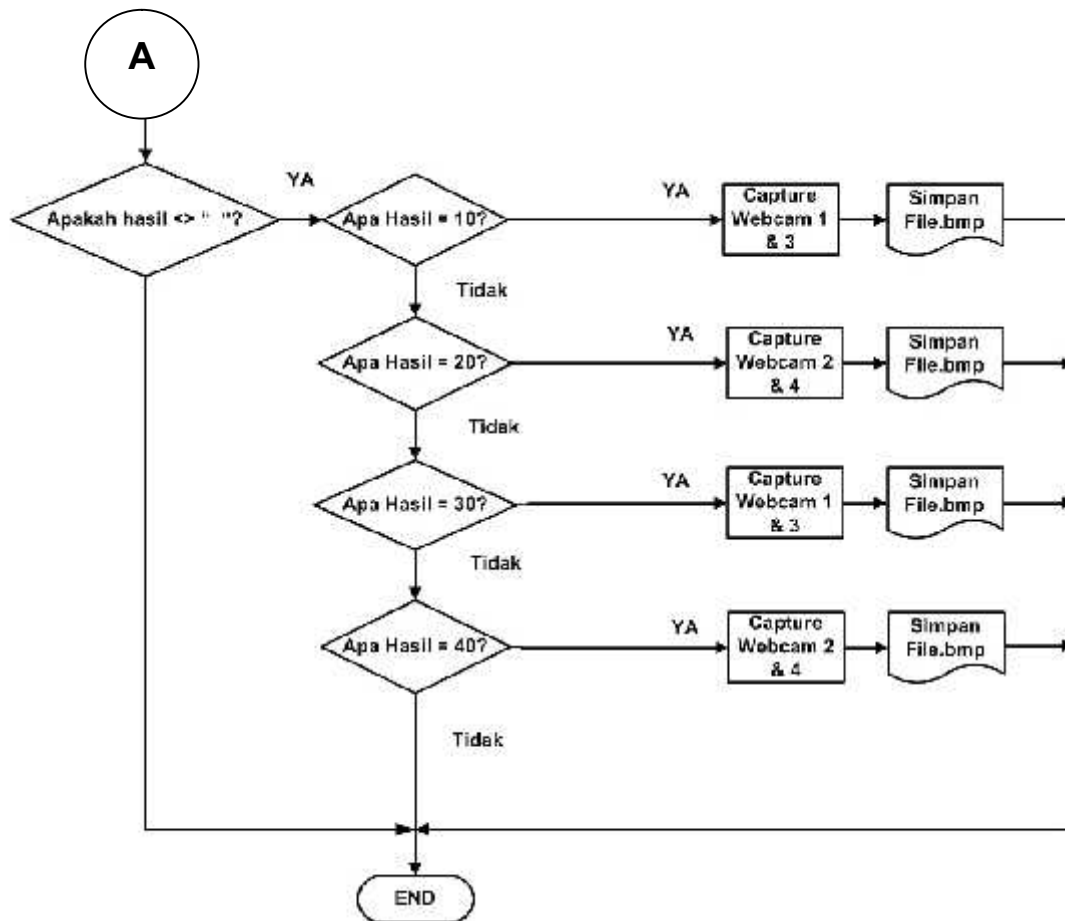 A
YA
YA
Apakah hasil <> " "?
Apa Hasil = 10?
Capture
Webcam 1
& 3
Simpan
File.bmp
Tidak
YA
Apa Hasil = 20?
Capture
Webcam 2
& 4
Simpan
File.bmp
Tidak
YA
Apa Hasil = 30?
Capture
Webcam 1
& 3
Simpan
File.bmp
Tidak
YA
Apa Hasil = 40?
Capture
Webcam 2
& 4
Simpan
File.bmp
Tidak
END